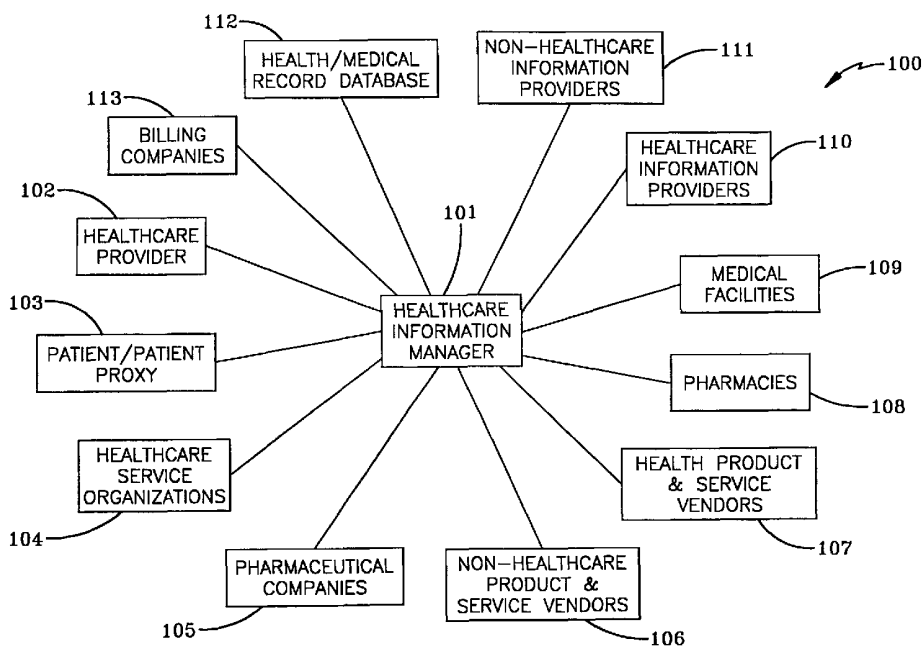 112
HEALTH/MEDICAL
RECORD DATABASE
NON-HEALTHCARE
INFORMATION
PROVIDERS
111
100
113
BILLING
COMPANIES
HEALTHCARE
INFORMATION
PROVIDERS
110
102
HEALTHCARE
PROVIDER
101
MEDICAL
FACILITIES
109
103
PATIENT/PATIENT
PROXY
HEALTHCARE
INFORMATION
MANAGER
PHARMACIES
108
HEALTHCARE
SERVICE
ORGANIZATIONS
104
HEALTH PRODUCT
& SERVICE
VENDORS
107
PHARMACEUTICAL
COMPANIES
105
NON-HEALTHCARE
PRODUCT &
SERVICE VENDORS
106